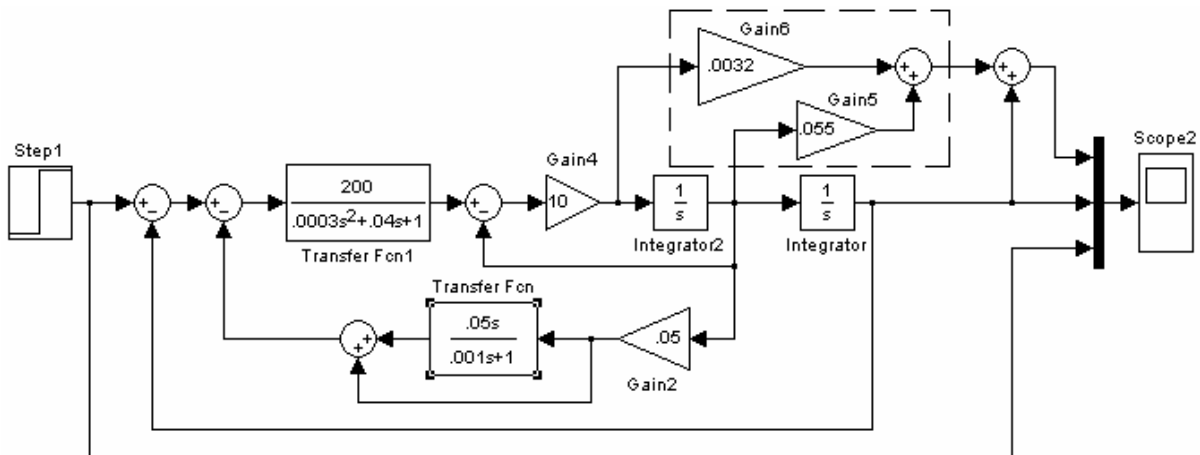 Gain6
.0032
+
+
+
+
Gain5
.055
Step1
Scope2
Gain4
200
.0003s²+.04s+1
Transfer Fcn1
+
−
+
−
+
−
10
1
s
Integrator2
1
s
Integrator
Transfer Fcn
.05s
.001s+1
+
+
.05
Gain2